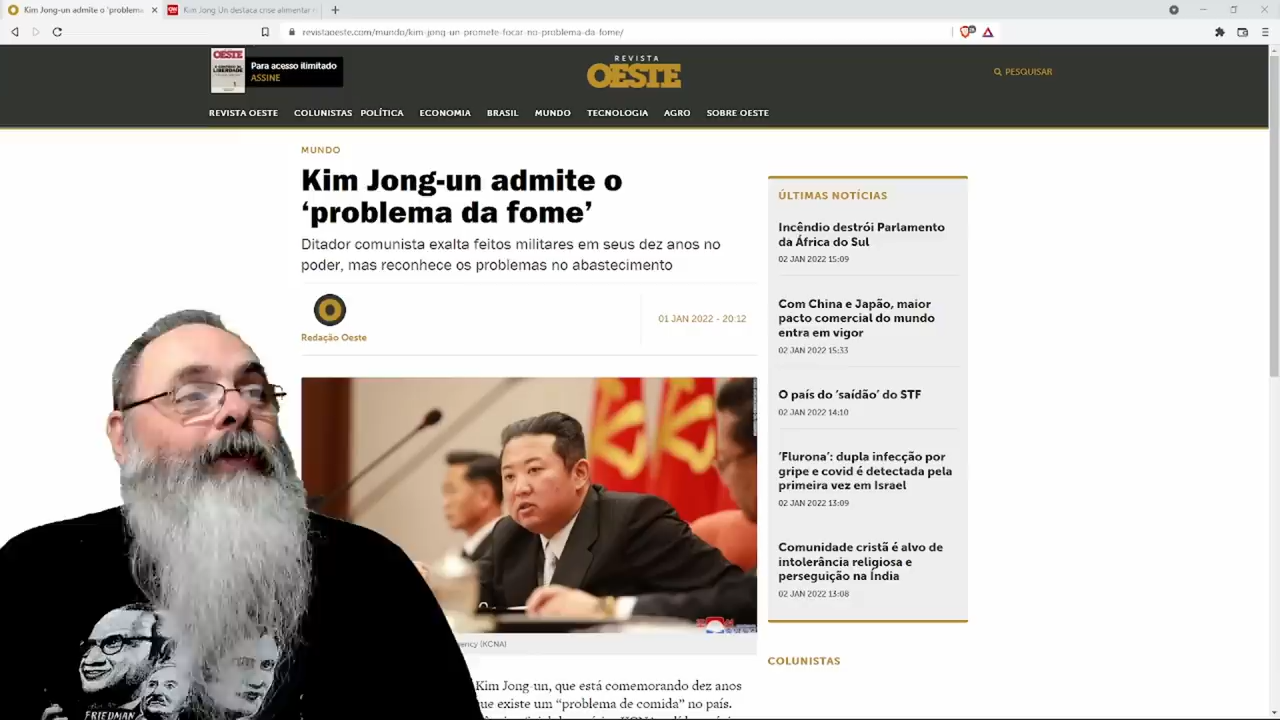 Kim Jong-un admite o 'problema
Kim Jong Un destaca crise alimentar
revistaoeste.com/mundo/kim-jong-un-promete-focar-no-problema-da-fome/
OESTE
Para acesso ilimitado
ASSINE
REVISTA
OESTE
PESQUISAR
REVISTA OESTE COLUNISTAS POLÍTICA ECONOMIA BRASIL MUNDO TECNOLOGIA AGRO SOBRE OESTE
MUNDO
Kim Jong-un admite o
‘problema da fome’
Ditador comunista exalta feitos militares em seus dez anos no
poder, mas reconhece os problemas no abastecimento
Redação Oeste
01 JAN 2022 - 20:12
ÚLTIMAS NOTÍCIAS
Incêndio destrói Parlamento
da África do Sul
02 JAN 2022 15:09
Com China e Japão, maior
pacto comercial do mundo
entra em vigor
02 JAN 2022 15:33
O país do ‘saidão’ do STF
02 JAN 2022 14:10
‘Flurona’: dupla infecção por
gripe e covid é detectada pela
primeira vez em Israel
02 JAN 2022 13:09
Comunidade cristã é alvo de
intolerância religiosa e
perseguição na Índia
02 JAN 2022 13:08
COLUNISTAS
ency (KCNA)
Kim Jong-un, que está comemorando dez anos
que existe um “problema de comida” no país.
FRIEDMAN